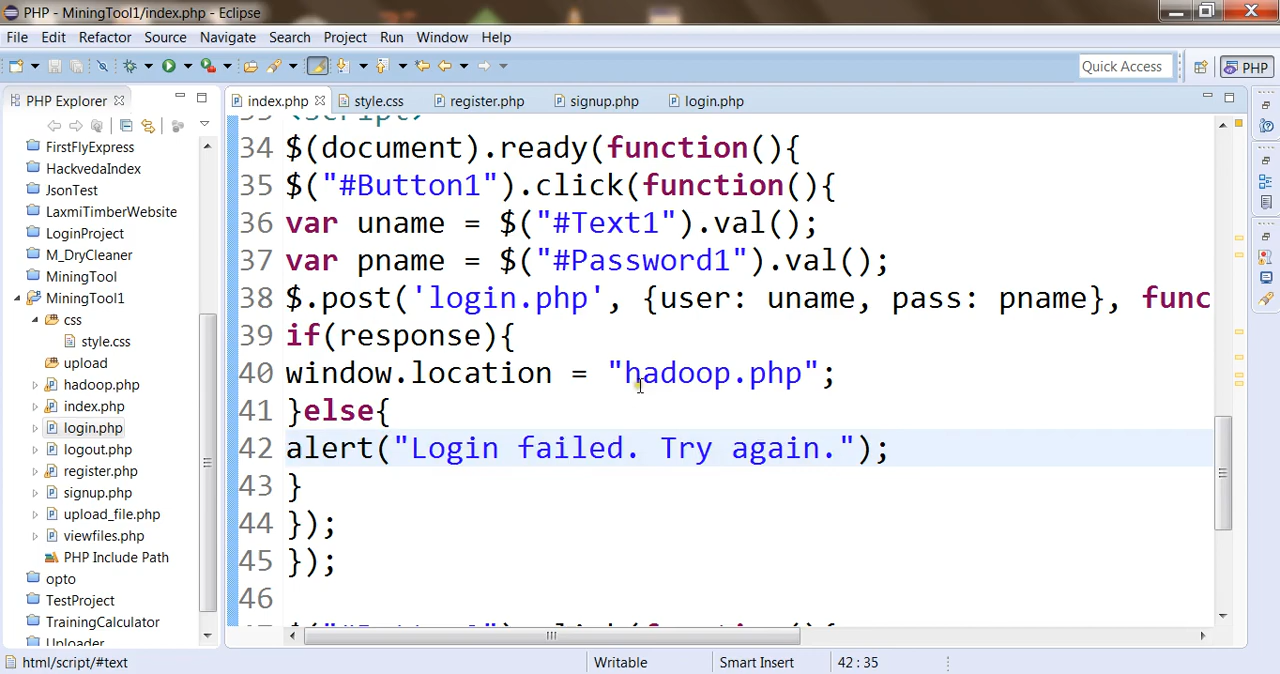 PHP - MiningTool1/index.php - Eclipse
File Edit Refactor Source Navigate Search Project Run Window Help
Quick Access
PHP
PHP Explorer
index.php
style.css
register.php
signup.php
login.php
FirstFlyExpress
HackvedaIndex
JsonTest
LaxmiTimberWebsite
LoginProject
M_DryCleaner
MiningTool
MiningTool1
css
style.css
upload
hadoop.php
index.php
login.php
logout.php
register.php
signup.php
upload_file.php
viewfiles.php
PHP Include Path
opto
TestProject
TrainingCalculator
Uploader
34 $(document).ready(function(){
35 $("#Button1").click(function(){
36 var uname = $("#Text1").val();
37 var pname = $("#Password1").val();
38 $.post('login.php', {user: uname, pass: pname}, func
39 if(response){
40 window.location = "hadoop.php";
41 }else{
42 alert("Login failed. Try again.");
43 }
44 });
45 });
46
html/script/#text
Writable
Smart Insert
42 : 35